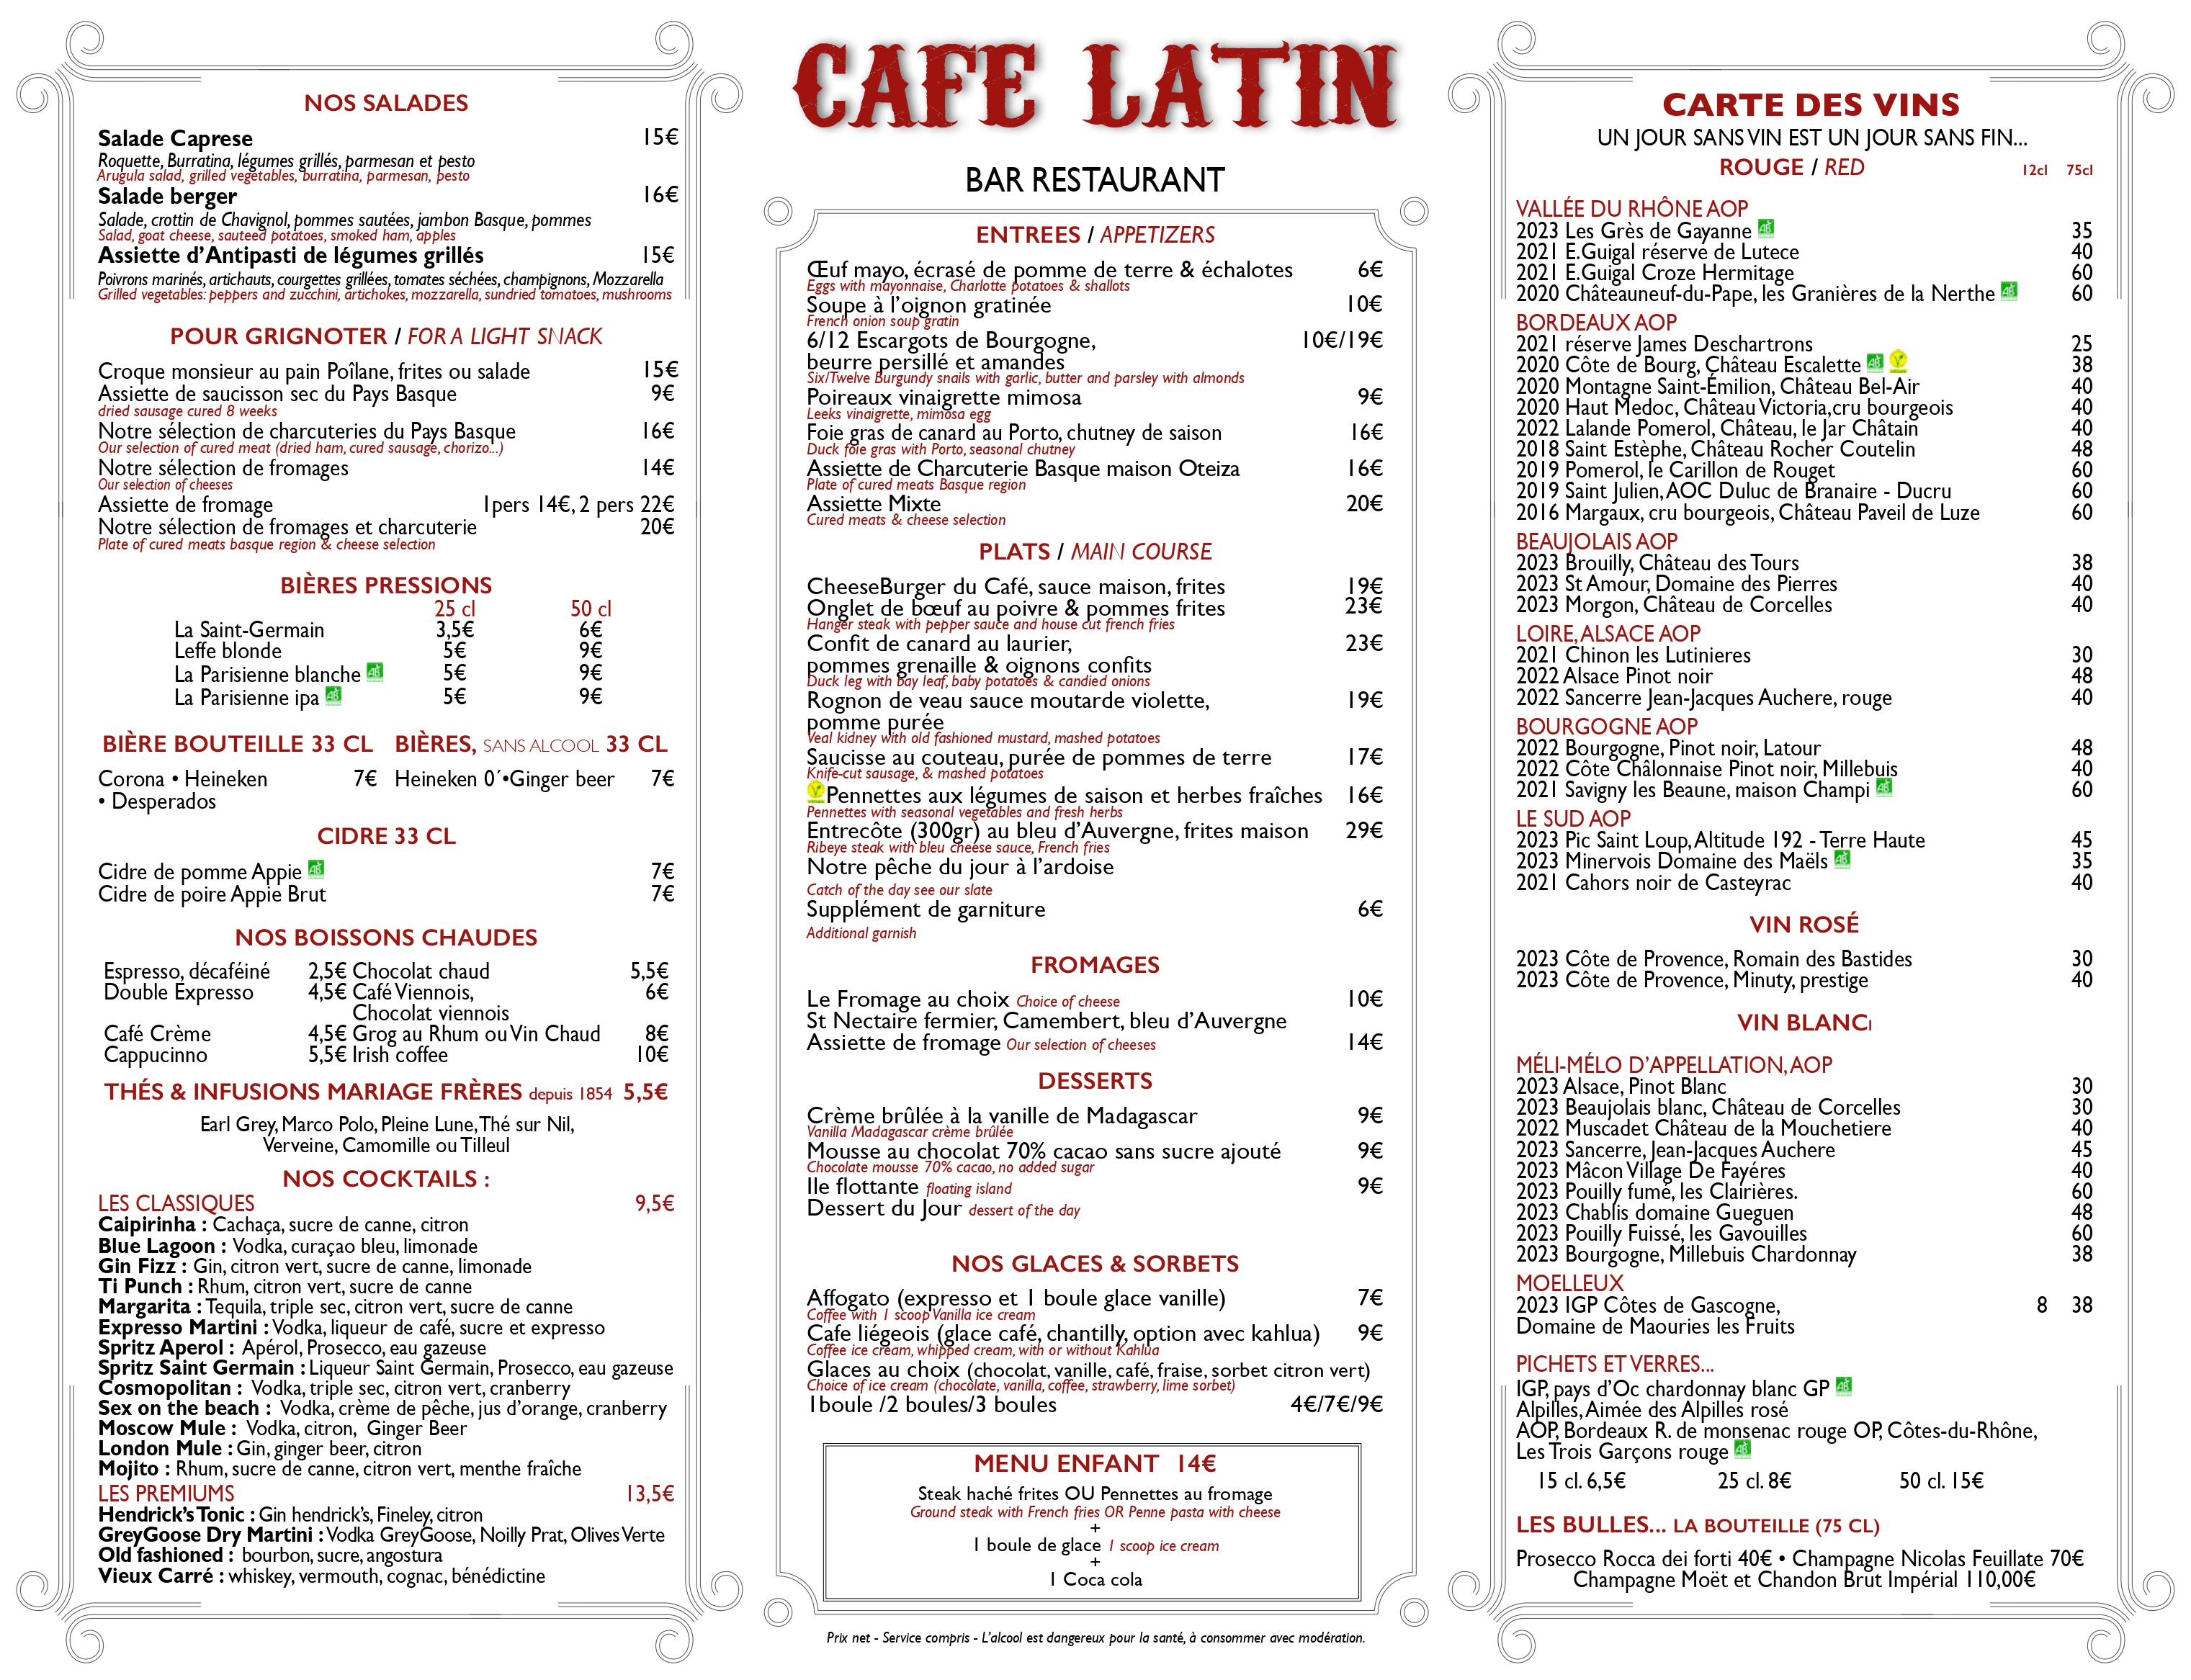 NOS SALADES
Salade Caprese 15€
Roquette, Burratina, légumes grillés, parmesan et pesto
Arugula salad, grilled vegetables, burratina, parmesan, pesto
Salade berger 16€
Salade, crottin de Chavignol, pommes sautées, jambon Basque, pommes
Salad, goat cheese, sauteed potatoes, smoked ham, apples
Assiette d'Antipasti de légumes grillés 15€
Poivrons marinés, artichauts, courgettes grillées, tomates séchées, champignons, Mozzarella
Grilled vegetables: peppers and zucchini, artichokes, mozzarella, sundried tomatoes, mushrooms
POUR GRIGNOTER / FOR A LIGHT SNACK
Croque monsieur au pain Poîlane, frites ou salade 15€
Assiette de saucisson sec du Pays Basque 9€
dried sausage cured 8 weeks
Notre sélection de charcuteries du Pays Basque 16€
Our selection of cured meat (dried ham, cured sausage, chorizo...)
Notre sélection de fromages 14€
Our selection of cheeses
Assiette de fromage 1pers 14€, 2 pers 22€
Notre sélection de fromages et charcuterie 20€
Plate of cured meats basque region & cheese selection
BIÈRES PRESSIONS
25 cl 50 cl
La Saint-Germain 3,5€ 6€
Leffe blonde 5€ 9€
La Parisienne blanche AB 5€ 9€
La Parisienne ipa AB 5€ 9€
BIÈRE BOUTEILLE 33 CL BIÈRES, SANS ALCOOL 33 CL
Corona • Heineken 7€ Heineken 0´•Ginger beer 7€
• Desperados
CIDRE 33 CL
Cidre de pomme Appie AB 7€
Cidre de poire Appie Brut 7€
NOS BOISSONS CHAUDES
Espresso, décaféiné 2,5€ Chocolat chaud 5,5€
Double Expresso 4,5€ Café Viennois, 6€
Chocolat viennois
Café Crème 4,5€ Grog au Rhum ou Vin Chaud 8€
Cappucinno 5,5€ Irish coffee 10€
THÉS & INFUSIONS MARIAGE FRÈRES depuis 1854 5,5€
Earl Grey, Marco Polo, Pleine Lune, Thé sur Nil,
Verveine, Camomille ou Tilleul
NOS COCKTAILS :
LES CLASSIQUES 9,5€
Caipirinha : Cachaça, sucre de canne, citron
Blue Lagoon : Vodka, curaçao bleu, limonade
Gin Fizz : Gin, citron vert, sucre de canne, limonade
Ti Punch : Rhum, citron vert, sucre de canne
Margarita : Tequila, triple sec, citron vert, sucre de canne
Expresso Martini : Vodka, liqueur de café, sucre et expresso
Spritz Aperol : Apérol, Prosecco, eau gazeuse
Spritz Saint Germain : Liqueur Saint Germain, Prosecco, eau gazeuse
Cosmopolitan : Vodka, triple sec, citron vert, cranberry
Sex on the beach : Vodka, crème de pêche, jus d'orange, cranberry
Moscow Mule : Vodka, citron, Ginger Beer
London Mule : Gin, ginger beer, citron
Mojito : Rhum, sucre de canne, citron vert, menthe fraîche
LES PREMIUMS 13,5€
Hendrick's Tonic : Gin hendrick's, Fineley, citron
GreyGoose Dry Martini : Vodka GreyGoose, Noilly Prat, Olives Verte
Old fashioned : bourbon, sucre, angostura
Vieux Carré : whiskey, vermouth, cognac, bénédictine
CAFE LATIN
BAR RESTAURANT
ENTREES / APPETIZERS
Œuf mayo, écrasé de pomme de terre & échalotes 6€
Eggs with mayonnaise, Charlotte potatoes & shallots
Soupe à l'oignon gratinée 10€
French onion soup gratin
6/12 Escargots de Bourgogne, 10€/19€
beurre persillé et amandes
Six/Twelve Burgundy snails with garlic, butter and parsley with almonds
Poireaux vinaigrette mimosa 9€
Leeks vinaigrette, mimosa egg
Foie gras de canard au Porto, chutney de saison 16€
Duck foie gras with Porto, seasonal chutney
Assiette de Charcuterie Basque maison Oteiza 16€
Plate of cured meats Basque region
Assiette Mixte 20€
Cured meats & cheese selection
PLATS / MAIN COURSE
CheeseBurger du Café, sauce maison, frites 19€
Onglet de bœuf au poivre & pommes frites 23€
Hanger steak with pepper sauce and house cut french fries
Confit de canard au laurier, 23€
pommes grenaille & oignons confits
Duck leg with bay leaf, baby potatoes & candied onions
Rognon de veau sauce moutarde violette, 19€
pomme purée
Veal kidney with old fashioned mustard, mashed potatoes
Saucisse au couteau, purée de pommes de terre 17€
Knife-cut sausage, & mashed potatoes
Pennettes aux légumes de saison et herbes fraîches 16€
Pennettes with seasonal vegetables and fresh herbs
Entrecôte (300gr) au bleu d'Auvergne, frites maison 29€
Ribeye steak with bleu cheese sauce, French fries
Notre pêche du jour à l'ardoise
Catch of the day see our slate
Supplément de garniture 6€
Additional garnish
FROMAGES
Le Fromage au choix Choice of cheese 10€
St Nectaire fermier, Camembert, bleu d'Auvergne
Assiette de fromage Our selection of cheeses 14€
DESSERTS
Crème brûlée à la vanille de Madagascar 9€
Vanilla Madagascar crème brûlée
Mousse au chocolat 70% cacao sans sucre ajouté 9€
Chocolate mousse 70% cacao, no added sugar
Ile flottante floating island 9€
Dessert du Jour dessert of the day
NOS GLACES & SORBETS
Affogato (expresso et 1 boule glace vanille) 7€
Coffee with 1 scoop Vanilla ice cream
Cafe liégeois (glace café, chantilly, option avec kahlua) 9€
Coffee ice cream, whipped cream, with or without Kahlua
Glaces au choix (chocolat, vanille, café, fraise, sorbet citron vert)
Choice of ice cream (chocolate, vanilla, coffee, strawberry, lime sorbet)
1boule /2 boules/3 boules 4€/7€/9€
MENU ENFANT 14€
Steak haché frites OU Pennettes au fromage
Ground steak with French fries OR Penne pasta with cheese
+
1 boule de glace 1 scoop ice cream
+
1 Coca cola
Prix net - Service compris - L'alcool est dangereux pour la santé, à consommer avec modération.
CARTE DES VINS
UN JOUR SANS VIN EST UN JOUR SANS FIN...
ROUGE / RED 12cl 75cl
VALLÉE DU RHÔNE AOP
2023 Les Grès de Gayanne AB 35
2021 E.Guigal réserve de Lutece 40
2021 E.Guigal Croze Hermitage 60
2020 Châteauneuf-du-Pape, les Granières de la Nerthe AB 60
BORDEAUX AOP
2021 réserve James Deschartrons 25
2020 Côte de Bourg, Château Escalette AB 38
2020 Montagne Saint-Émilion, Château Bel-Air 40
2020 Haut Medoc, Château Victoria,cru bourgeois 40
2022 Lalande Pomerol, Château, le Jar Châtain 40
2018 Saint Estèphe, Château Rocher Coutelin 48
2019 Pomerol, le Carillon de Rouget 60
2019 Saint Julien, AOC Duluc de Branaire - Ducru 60
2016 Margaux, cru bourgeois, Château Paveil de Luze 60
BEAUJOLAIS AOP
2023 Brouilly, Château des Tours 38
2023 St Amour, Domaine des Pierres 40
2023 Morgon, Château de Corcelles 40
LOIRE, ALSACE AOP
2021 Chinon les Lutinieres 30
2022 Alsace Pinot noir 48
2022 Sancerre Jean-Jacques Auchere, rouge 40
BOURGOGNE AOP
2022 Bourgogne, Pinot noir, Latour 48
2022 Côte Châlonnaise Pinot noir, Millebuis 40
2021 Savigny les Beaune, maison Champi AB 60
LE SUD AOP
2023 Pic Saint Loup, Altitude 192 - Terre Haute 45
2023 Minervois Domaine des Maëls AB 35
2021 Cahors noir de Casteyrac 40
VIN ROSÉ
2023 Côte de Provence, Romain des Bastides 30
2023 Côte de Provence, Minuty, prestige 40
VIN BLANCı
MÉLI-MÉLO D'APPELLATION, AOP
2023 Alsace, Pinot Blanc 30
2023 Beaujolais blanc, Château de Corcelles 30
2022 Muscadet Château de la Mouchetiere 40
2023 Sancerre, Jean-Jacques Auchere 45
2023 Mâcon Village De Fayéres 40
2023 Pouilly fumé, les Clairières. 60
2023 Chablis domaine Gueguen 48
2023 Pouilly Fuissé, les Gavouilles 60
2023 Bourgogne, Millebuis Chardonnay 38
MOELLEUX
2023 IGP Côtes de Gascogne, 8 38
Domaine de Maouries les Fruits
PICHETS ET VERRES...
IGP, pays d'Oc chardonnay blanc GP AB
Alpilles, Aimée des Alpilles rosé
AOP, Bordeaux R. de monsenac rouge OP, Côtes-du-Rhône,
Les Trois Garçons rouge AB
15 cl. 6,5€ 25 cl. 8€ 50 cl. 15€
LES BULLES... LA BOUTEILLE (75 CL)
Prosecco Rocca dei forti 40€ • Champagne Nicolas Feuillate 70€
Champagne Moët et Chandon Brut Impérial 110,00€